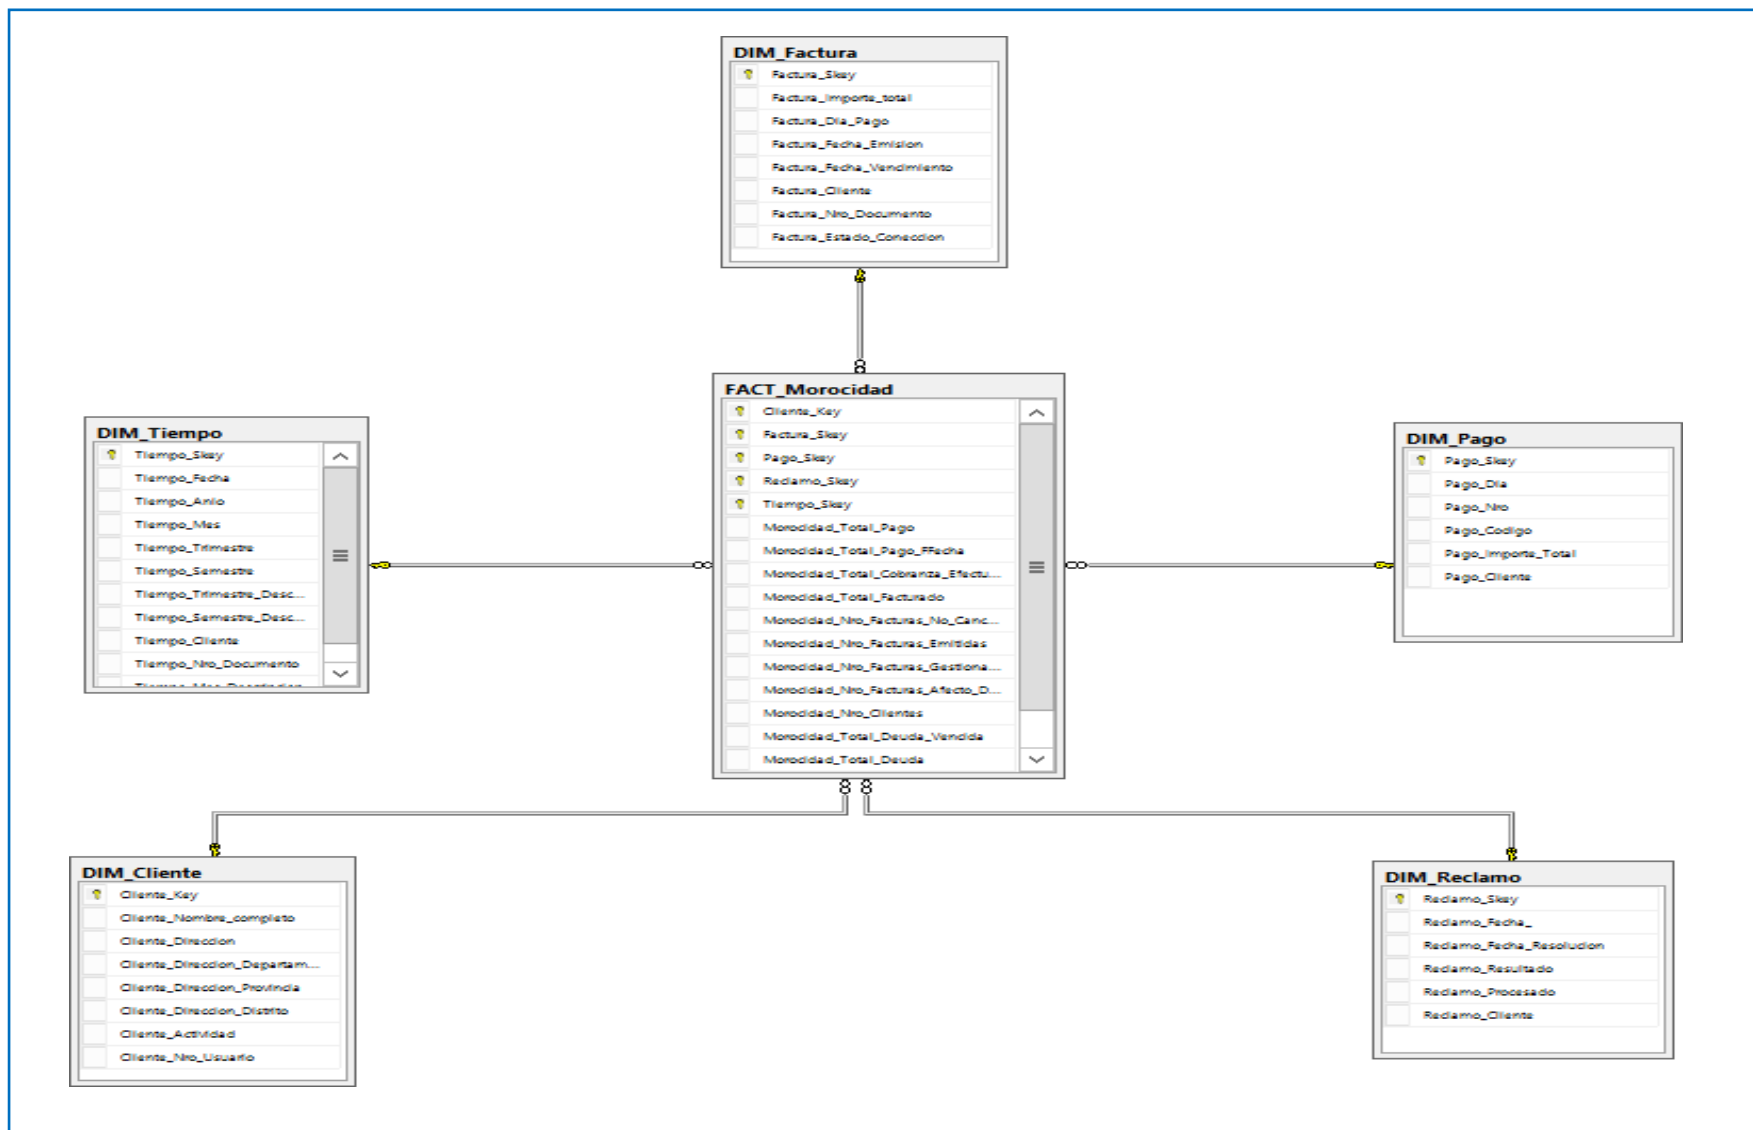 DIM_Factura
Factura_Skey
Factura_Importe_total
Factura_Dia_Pago
Factura_Fecha_Emision
Factura_Fecha_Vencimiento
Factura_Cliente
Factura_Nro_Documento
Factura_Estado_Coneccion
FACT_Morocidad
Cliente_Key
Factura_Skey
Pago_Skey
Reclamo_Skey
Tiempo_Skey
Morocidad_Total_Pago
Morocidad_Total_Pago_FFecha
Morocidad_Total_Cobranza_Efectu...
Morocidad_Total_Facturado
Morocidad_Nro_Facturas_No_Canc...
Morocidad_Nro_Facturas_Emitidas
Morocidad_Nro_Facturas_Gestiona...
Morocidad_Nro_Facturas_Afecto_D...
Morocidad_Nro_Clientes
Morocidad_Total_Deuda_Vencida
Morocidad_Total_Deuda
DIM_Tiempo
Tiempo_Skey
Tiempo_Fecha
Tiempo_Anio
Tiempo_Mes
Tiempo_Trimestre
Tiempo_Semestre
Tiempo_Trimestre_Desc...
Tiempo_Semestre_Desc...
Tiempo_Cliente
Tiempo_Nro_Documento
Tiempo_Mes_Descripcion
DIM_Pago
Pago_Skey
Pago_Dia
Pago_Nro
Pago_Codigo
Pago_Importe_Total
Pago_Cliente
DIM_Cliente
Cliente_Key
Cliente_Nombre_completo
Cliente_Direccion
Cliente_Direccion_Departam...
Cliente_Direccion_Provincia
Cliente_Direccion_Distrito
Cliente_Actividad
Cliente_Nro_Usuario
DIM_Reclamo
Reclamo_Skey
Reclamo_Fecha_
Reclamo_Fecha_Resolucion
Reclamo_Resultado
Reclamo_Procesado
Reclamo_Cliente